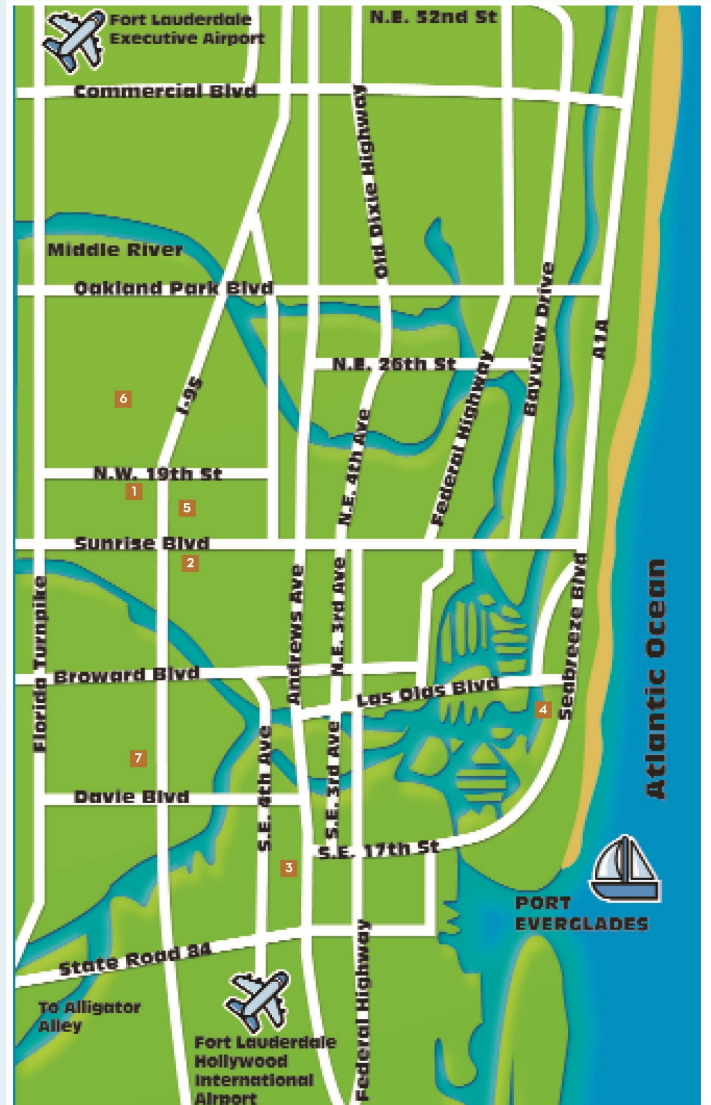 Fort Lauderdale
Executive Airport
N.E. 52nd St
Commercial Blvd
Old Dixie Highway
Middle River
Oakland Park Blvd
Bayview Drive
A1A
N.E. 26th St
I-95
6
N.E. 4th Ave
Federal Highway
N.W. 19th St
1
5
Sunrise Blvd
2
Florida Turnpike
Andrews Ave
N.E. 3rd Ave
Seabreeze Blvd
Atlantic Ocean
Broward Blvd
Las Olas Blvd
4
7
S.E. 4th Ave
S.E. 3rd Ave
Davie Blvd
S.E. 17th St
3
PORT
EVERGLADES
State Road 84
Federal Highway
To Alligator
Alley
Fort Lauderdale
Hollywood
International
Airport